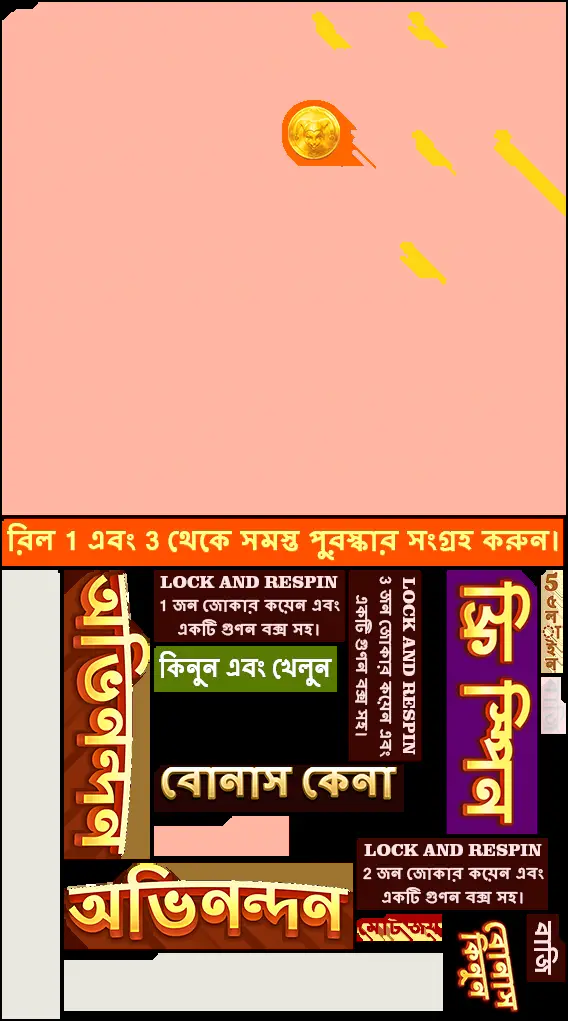 রিল 1 এবং 3 থেকে সমস্ত পুরস্কার সংগ্রহ করুন।
অভিনন্দন
LOCK AND RESPIN
1 জন জোকার কয়েন এবং
একটি গুণন বক্স সহ।
কিনুন এবং খেলুন
LOCK AND RESPIN
3 জন জোকার কয়েন এবং
একটি গুণন বক্স সহ।
ফ্রি স্পিন
বোনাস কেনা
LOCK AND RESPIN
2 জন জোকার কয়েন এবং
একটি গুণন বক্স সহ।
অভিনন্দন
মোট জয়
বোনাস
কিনুন
বাজি
বাজি